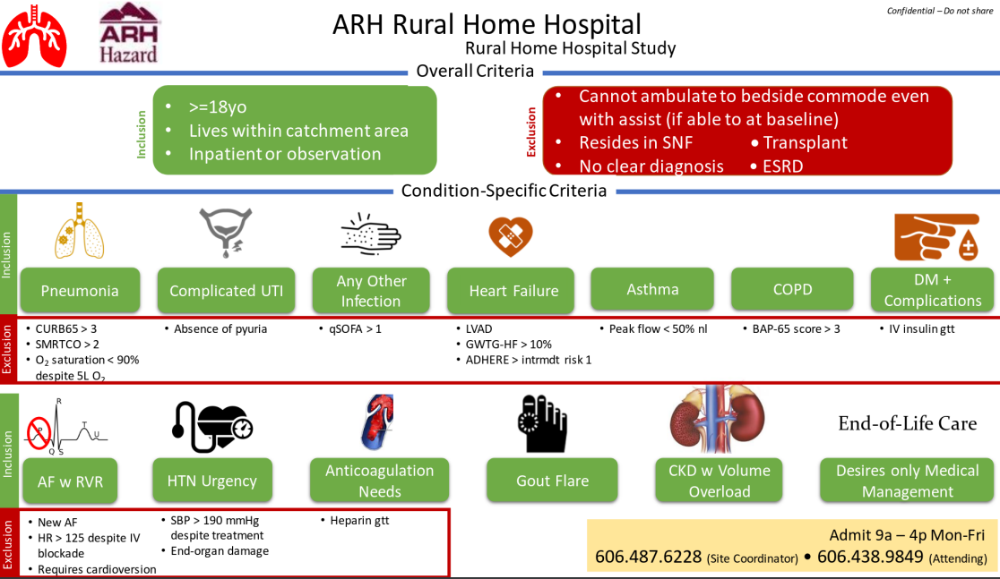 Confidential – Do not share
ARH Rural Home Hospital
ARH
Hazard
Rural Home Hospital Study
Overall Criteria
Inclusion
• >=18yo
• Lives within catchment area
• Inpatient or observation
Exclusion
• Cannot ambulate to bedside commode even
with assist (if able to at baseline)
• Resides in SNF • Transplant
• No clear diagnosis • ESRD
Condition-Specific Criteria
Inclusion
Pneumonia
Complicated UTI
Any Other
Infection
Heart Failure
Asthma
COPD
DM +
Complications
Exclusion
• CURB65 > 3
• SMRTCO > 2
• O₂ saturation < 90%
despite 5L O₂
• Absence of pyuria
• qSOFA > 1
• LVAD
• GWTG-HF > 10%
• ADHERE > intrmdt risk 1
• Peak flow < 50% nl
• BAP-65 score > 3
• IV insulin gtt
Inclusion
R
P
T
U
Q S
End-of-Life Care
AF w RVR
HTN Urgency
Anticoagulation
Needs
Gout Flare
CKD w Volume
Overload
Desires only Medical
Management
Exclusion
• New AF
• HR > 125 despite IV
blockade
• Requires cardioversion
• SBP > 190 mmHg
despite treatment
• End-organ damage
• Heparin gtt
Admit 9a – 4p Mon-Fri
606.487.6228 (Site Coordinator) • 606.438.9849 (Attending)